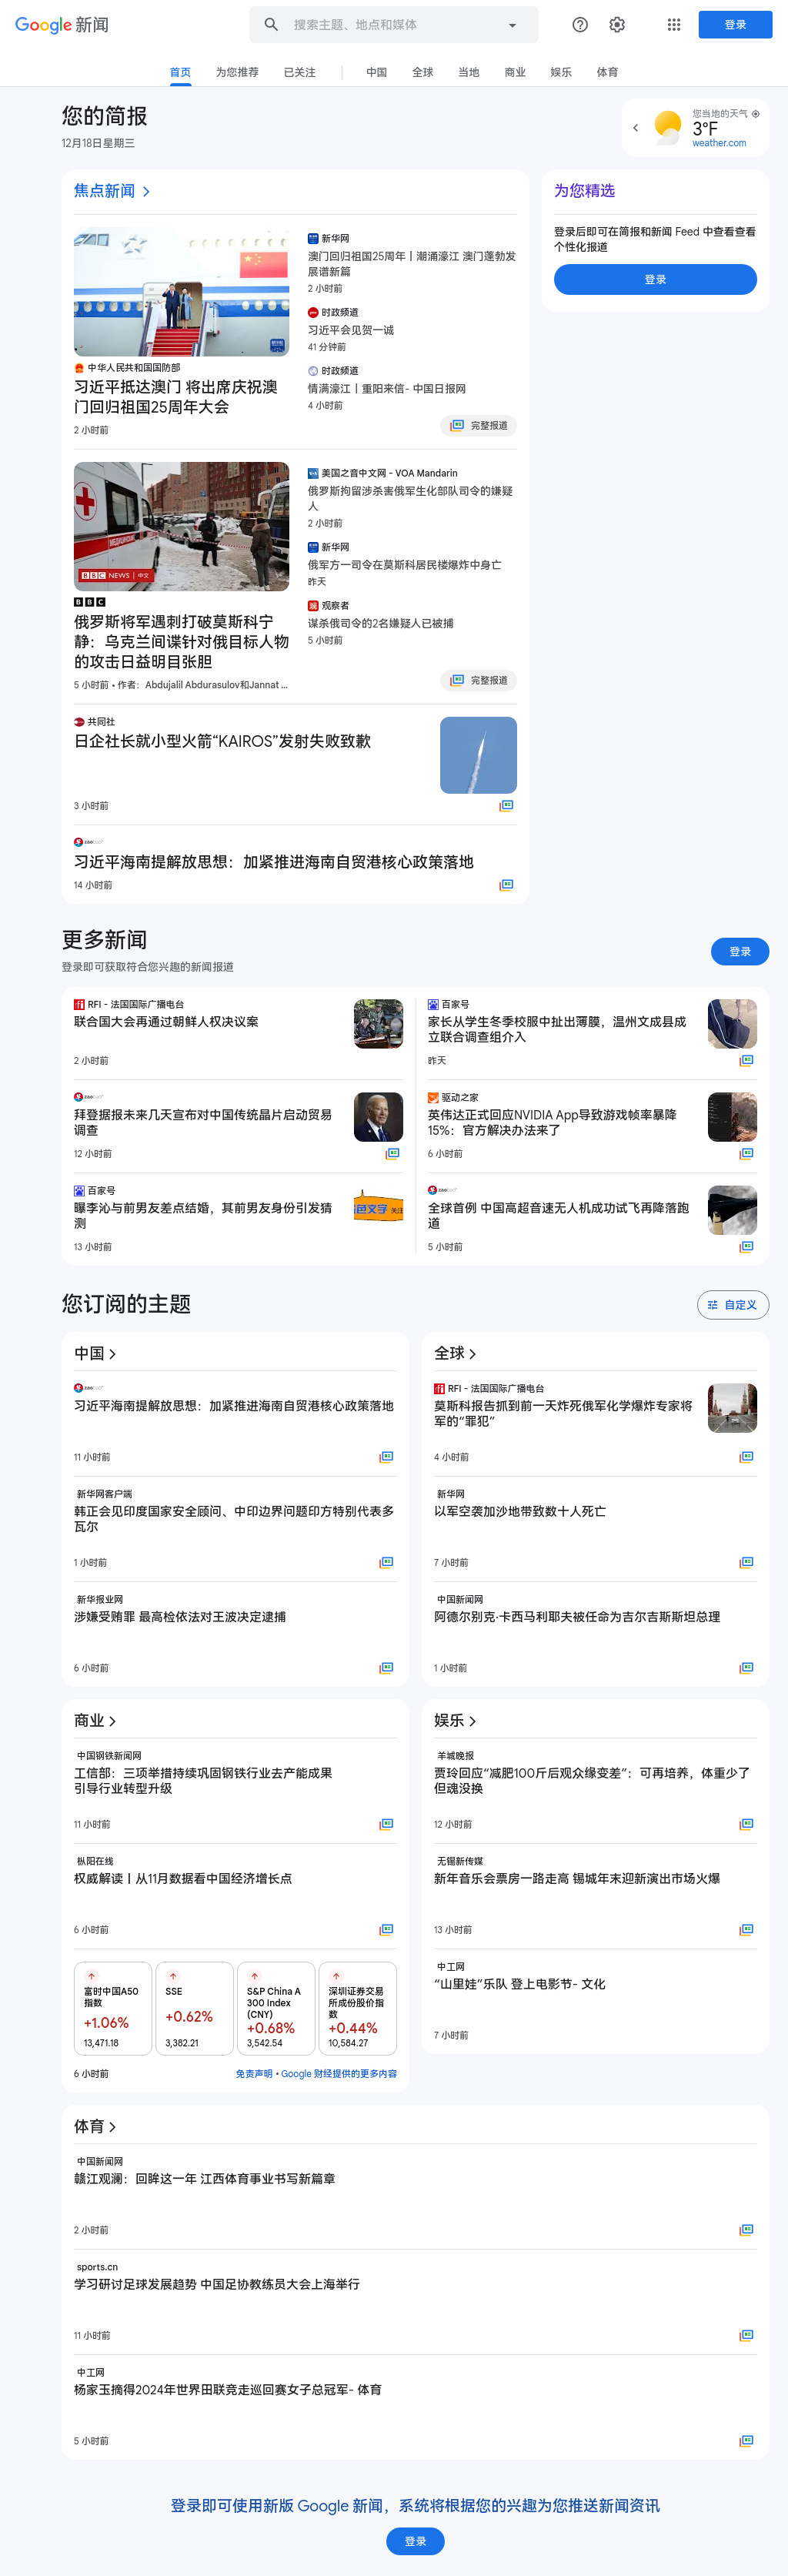 Google 新闻
搜索主题、地点和媒体
登录
首页
为您推荐
已关注
中国
全球
当地
商业
娱乐
体育
您的简报
12月18日星期三
您当地的天气
3°F
weather.com
焦点新闻
中华人民共和国国防部
习近平抵达澳门 将出席庆祝澳
门回归祖国25周年大会
2 小时前
新华网
澳门回归祖国25周年丨潮涌濠江 澳门蓬勃发
展谱新篇
2 小时前
时政频道
习近平会见贺一诚
41 分钟前
时政频道
情满濠江丨重阳来信- 中国日报网
4 小时前
完整报道
为您精选
登录后即可在简报和新闻 Feed 中查看查看
个性化报道
登录
BBC NEWS 中文
BBC
俄罗斯将军遇刺打破莫斯科宁
静：乌克兰间谍针对俄目标人物
的攻击日益明目张胆
5 小时前 • 作者：Abdujalil Abdurasulov和Jannat ...
美国之音中文网 - VOA Mandarin
俄罗斯拘留涉杀害俄军生化部队司令的嫌疑
人
2 小时前
新华网
俄军方一司令在莫斯科居民楼爆炸中身亡
昨天
观察者
谋杀俄司令的2名嫌疑人已被捕
5 小时前
完整报道
共同社
日企社长就小型火箭“KAIROS”发射失败致歉
3 小时前
习近平海南提解放思想：加紧推进海南自贸港核心政策落地
14 小时前
更多新闻
登录即可获取符合您兴趣的新闻报道
登录
RFI - 法国国际广播电台
联合国大会再通过朝鲜人权决议案
2 小时前
拜登据报未来几天宣布对中国传统晶片启动贸易
调查
12 小时前
百家号
曝李沁与前男友差点结婚，其前男友身份引发猜
测
13 小时前
色文字 关注
百家号
家长从学生冬季校服中扯出薄膜，温州文成县成
立联合调查组介入
昨天
驱动之家
英伟达正式回应NVIDIA App导致游戏帧率暴降
15%：官方解决办法来了
6 小时前
全球首例 中国高超音速无人机成功试飞再降落跑
道
5 小时前
您订阅的主题
自定义
中国
习近平海南提解放思想：加紧推进海南自贸港核心政策落地
11 小时前
新华网客户端
韩正会见印度国家安全顾问、中印边界问题印方特别代表多
瓦尔
1 小时前
新华报业网
涉嫌受贿罪 最高检依法对王波决定逮捕
6 小时前
全球
RFI - 法国国际广播电台
莫斯科报告抓到前一天炸死俄军化学爆炸专家将
军的“罪犯”
4 小时前
新华网
以军空袭加沙地带致数十人死亡
7 小时前
中国新闻网
阿德尔别克·卡西马利耶夫被任命为吉尔吉斯斯坦总理
1 小时前
商业
中国钢铁新闻网
工信部：三项举措持续巩固钢铁行业去产能成果
引导行业转型升级
11 小时前
枞阳在线
权威解读丨从11月数据看中国经济增长点
6 小时前
富时中国A50
指数
+1.06%
13,471.18
SSE
+0.62%
3,382.21
S&P China A
300 Index
(CNY)
+0.68%
3,542.54
深圳证券交易
所成份股价指
数
+0.44%
10,584.27
6 小时前
免责声明 • Google 财经提供的更多内容
娱乐
羊城晚报
贾玲回应“减肥100斤后观众缘变差”：可再培养，体重少了
但魂没换
12 小时前
无锡新传媒
新年音乐会票房一路走高 锡城年末迎新演出市场火爆
13 小时前
中工网
“山里娃”乐队 登上电影节- 文化
7 小时前
体育
中国新闻网
赣江观澜：回眸这一年 江西体育事业书写新篇章
2 小时前
sports.cn
学习研讨足球发展趋势 中国足协教练员大会上海举行
11 小时前
中工网
杨家玉摘得2024年世界田联竞走巡回赛女子总冠军- 体育
5 小时前
登录即可使用新版 Google 新闻，系统将根据您的兴趣为您推送新闻资讯
登录